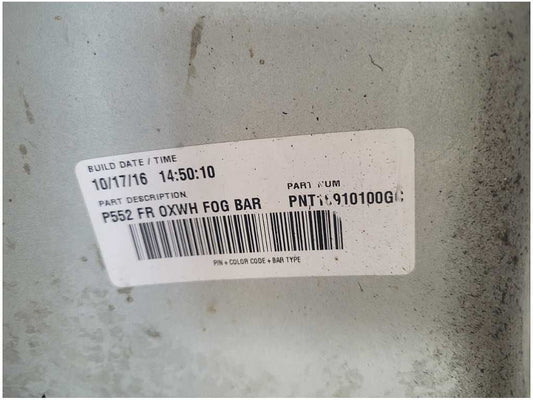 BUILD DATE / TIME
10/17/16 14:50:10
PART DESCRIPTION PART NUM
P552 FR OXWH FOG BAR
PIN + COLOR CODE + BAR TYPE